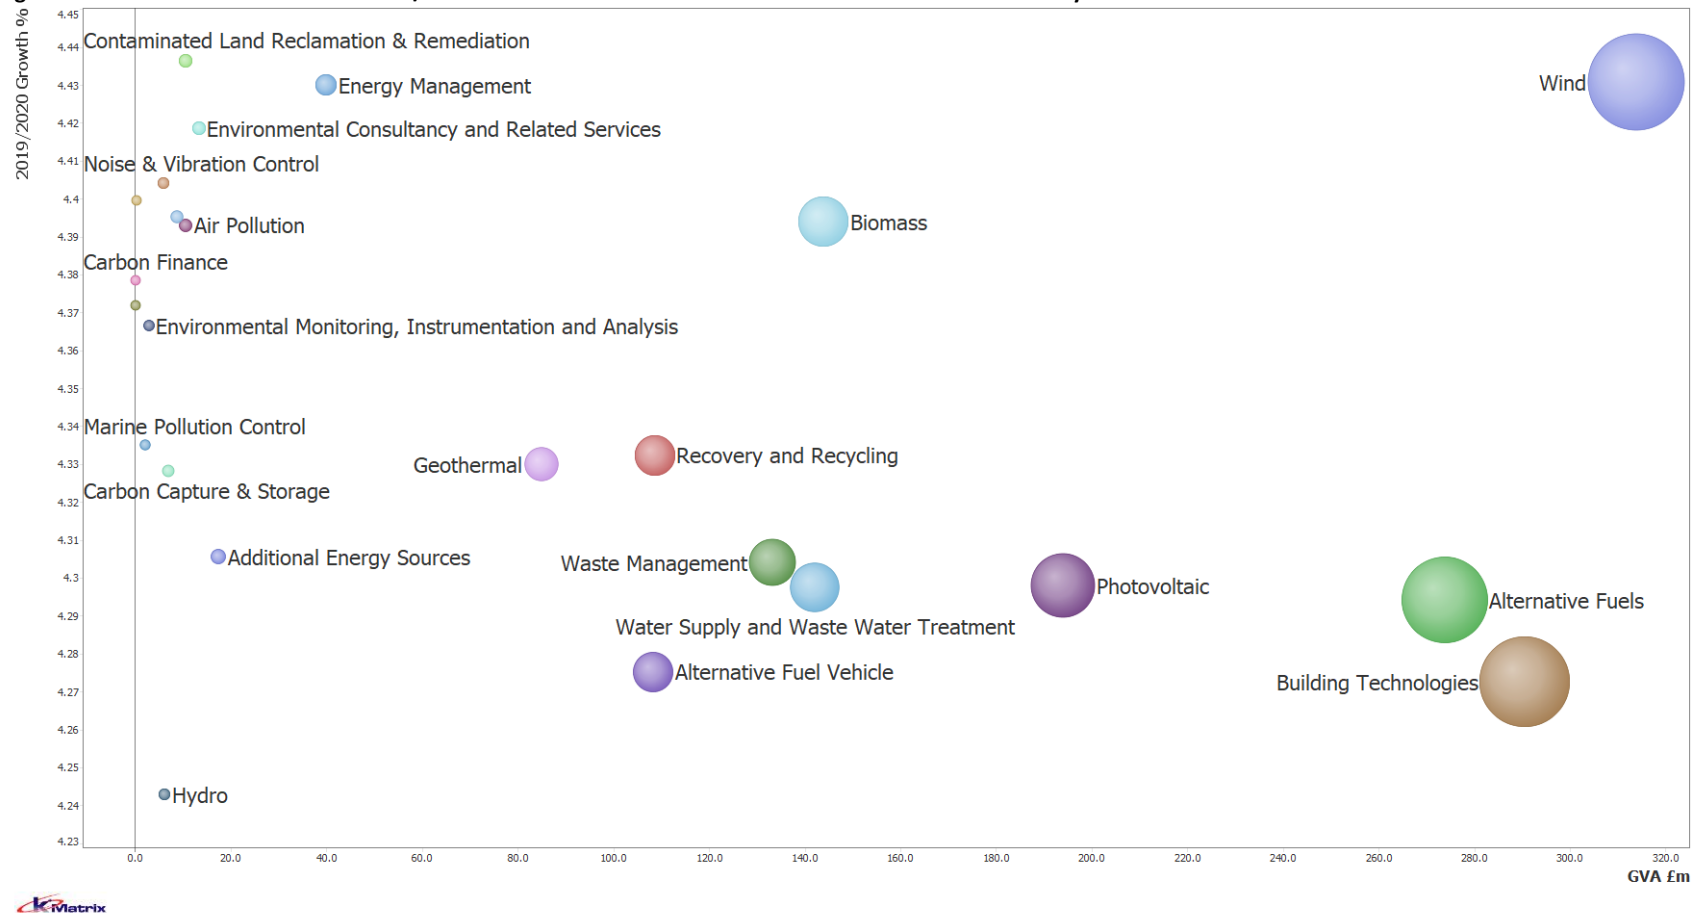 2019/2020 Growth %
4.45
4.44
4.43
4.42
4.41
4.4
4.39
4.38
4.37
4.36
4.35
4.34
4.33
4.32
4.31
4.3
4.29
4.28
4.27
4.26
4.25
4.24
4.23
Contaminated Land Reclamation & Remediation
Energy Management
Wind
Environmental Consultancy and Related Services
Noise & Vibration Control
Air Pollution
Biomass
Carbon Finance
Environmental Monitoring, Instrumentation and Analysis
Marine Pollution Control
Geothermal
Recovery and Recycling
Carbon Capture & Storage
Additional Energy Sources
Waste Management
Photovoltaic
Alternative Fuels
Water Supply and Waste Water Treatment
Alternative Fuel Vehicle
Building Technologies
Hydro
0.0 20.0 40.0 60.0 80.0 100.0 120.0 140.0 160.0 180.0 200.0 220.0 240.0 260.0 280.0 300.0 320.0
GVA £m
kMatrix